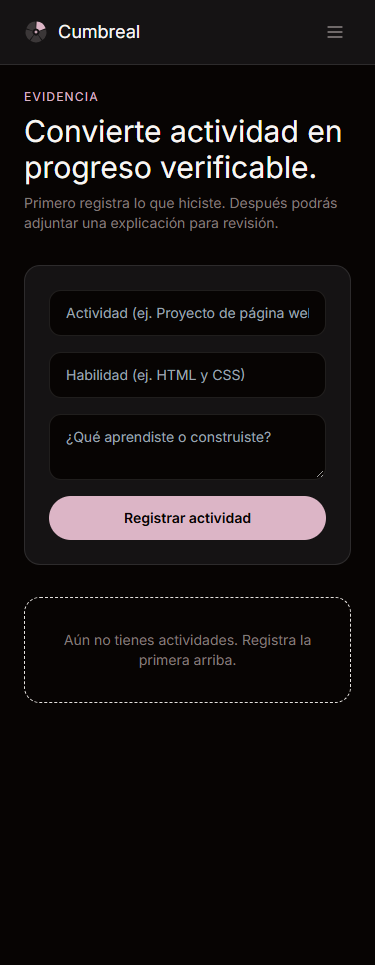 Cumbreal
EVIDENCIA
Convierte actividad en
progreso verificable.
Primero registra lo que hiciste. Después podrás
adjuntar una explicación para revisión.
Actividad (ej. Proyecto de página wel
Habilidad (ej. HTML y CSS)
¿Qué aprendiste o construiste?
Registrar actividad
Aún no tienes actividades. Registra la
primera arriba.